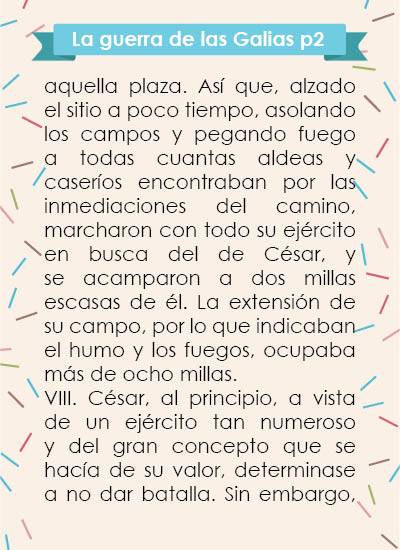 La guerra de las Galias p2
aquella plaza. Así que, alzado
el sitio a poco tiempo, asolando
los campos y pegando fuego
a todas cuantas aldeas y
caseríos encontraban por las
inmediaciones del camino,
marcharon con todo su ejército
en busca del de César, y
se acamparon a dos millas
escasas de él. La extensión de
su campo, por lo que indicaban
el humo y los fuegos, ocupaba
más de ocho millas.
VIII. César, al principio, a vista
de un ejército tan numeroso
y del gran concepto que se
hacía de su valor, determinase
a no dar batalla. Sin embargo,